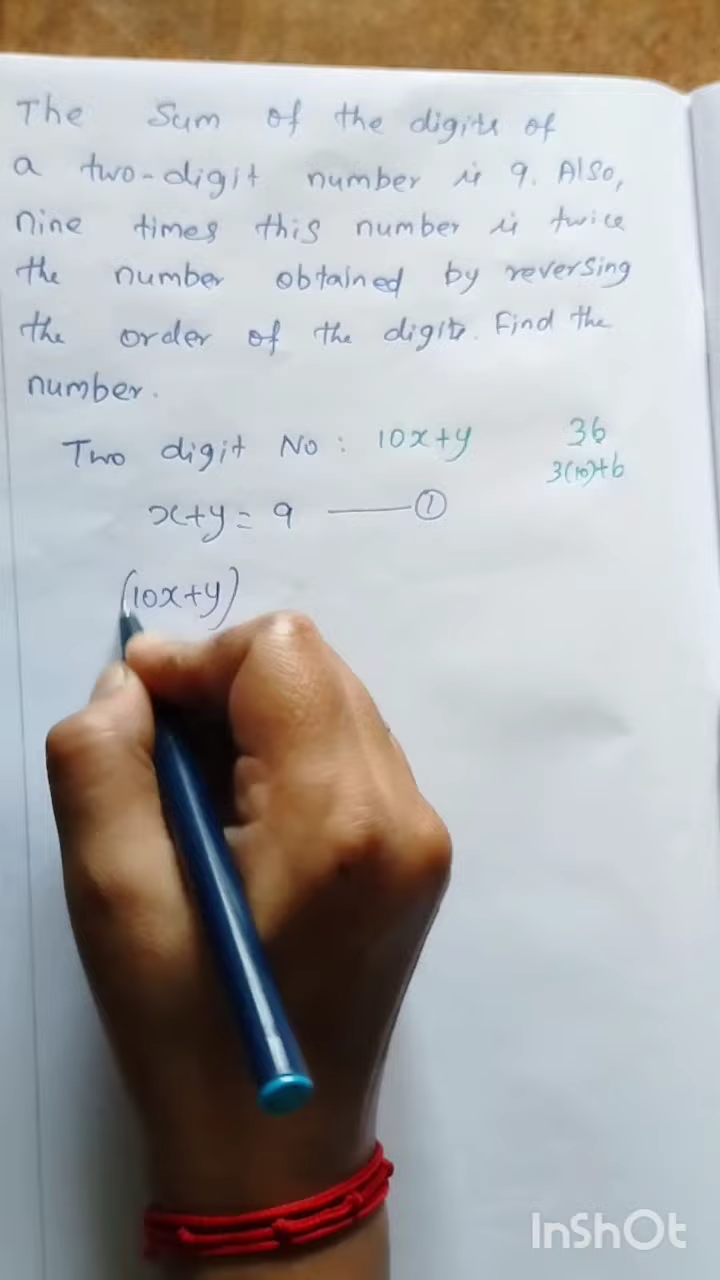 The Sum of the digits of
a two-digit number is 9. Also,
nine times this number is twice
the number obtained by reversing
the order of the digits. Find the
number.
Two digit No : 10x+y 36
3(10)+6
x+y = 9 —— ①
(10x+y)
InShOt